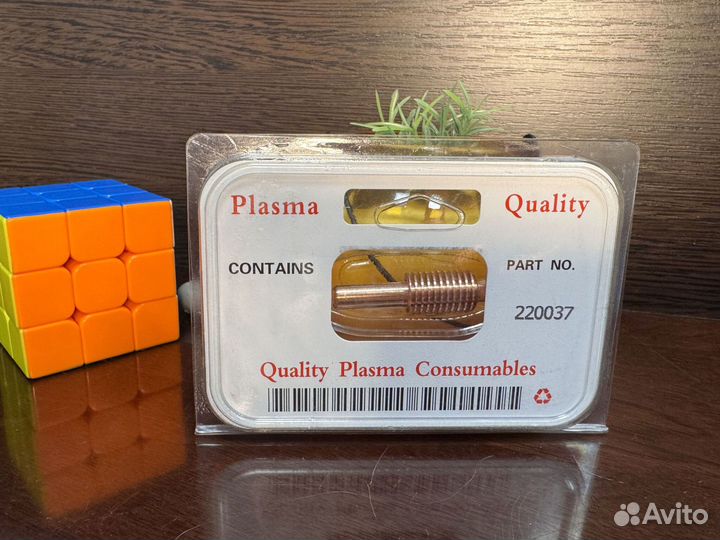 Plasma Quality
CONTAINS PART NO.
220037
Quality Plasma Consumables
Avito